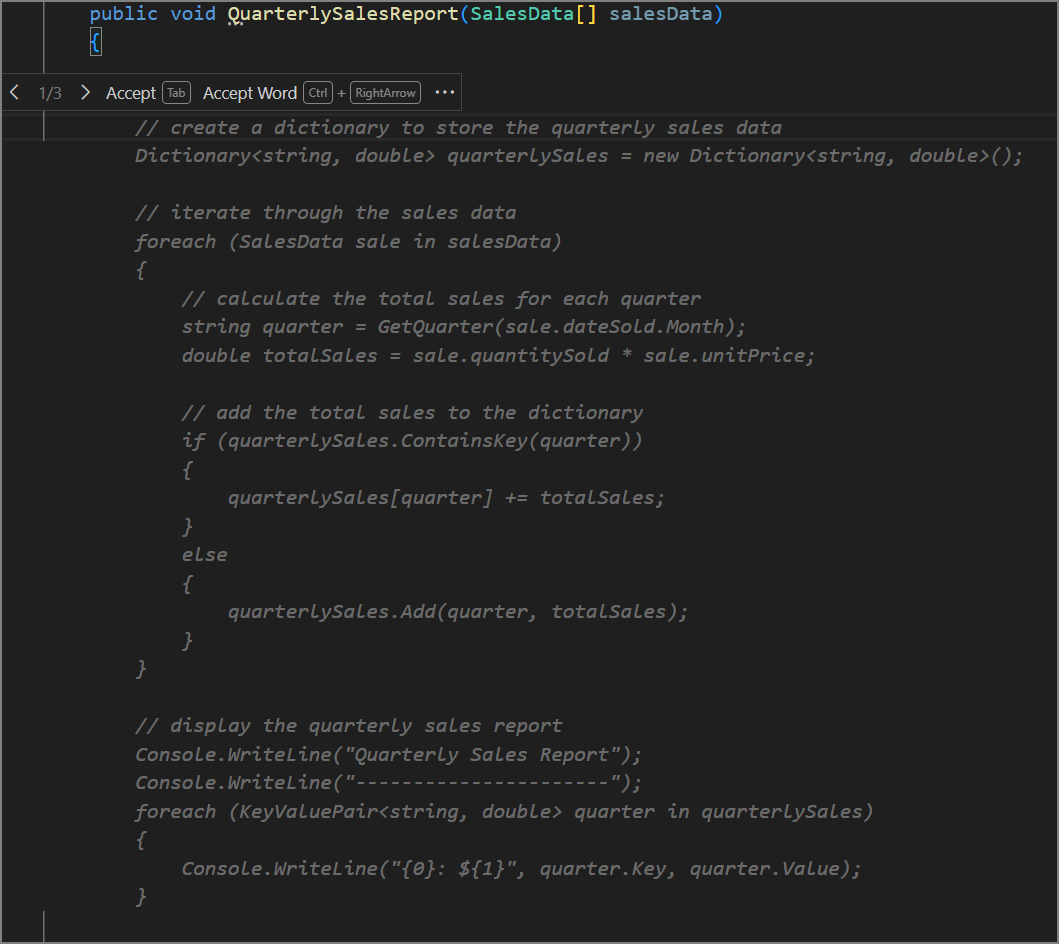 public void QuarterlySalesReport(SalesData[] salesData)
{
1/3 Accept Tab Accept Word Ctrl + RightArrow ···
// create a dictionary to store the quarterly sales data
Dictionary<string, double> quarterlySales = new Dictionary<string, double>();
// iterate through the sales data
foreach (SalesData sale in salesData)
{
// calculate the total sales for each quarter
string quarter = GetQuarter(sale.dateSold.Month);
double totalSales = sale.quantitySold * sale.unitPrice;
// add the total sales to the dictionary
if (quarterlySales.ContainsKey(quarter))
{
quarterlySales[quarter] += totalSales;
}
else
{
quarterlySales.Add(quarter, totalSales);
}
}
// display the quarterly sales report
Console.WriteLine("Quarterly Sales Report");
Console.WriteLine("----------------------");
foreach (KeyValuePair<string, double> quarter in quarterlySales)
{
Console.WriteLine("{0}: ${1}", quarter.Key, quarter.Value);
}